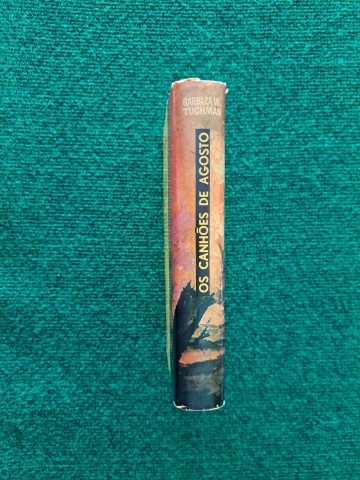 BARBARA W.
TUCHMAN
OS CANHÕES DE AGOSTO